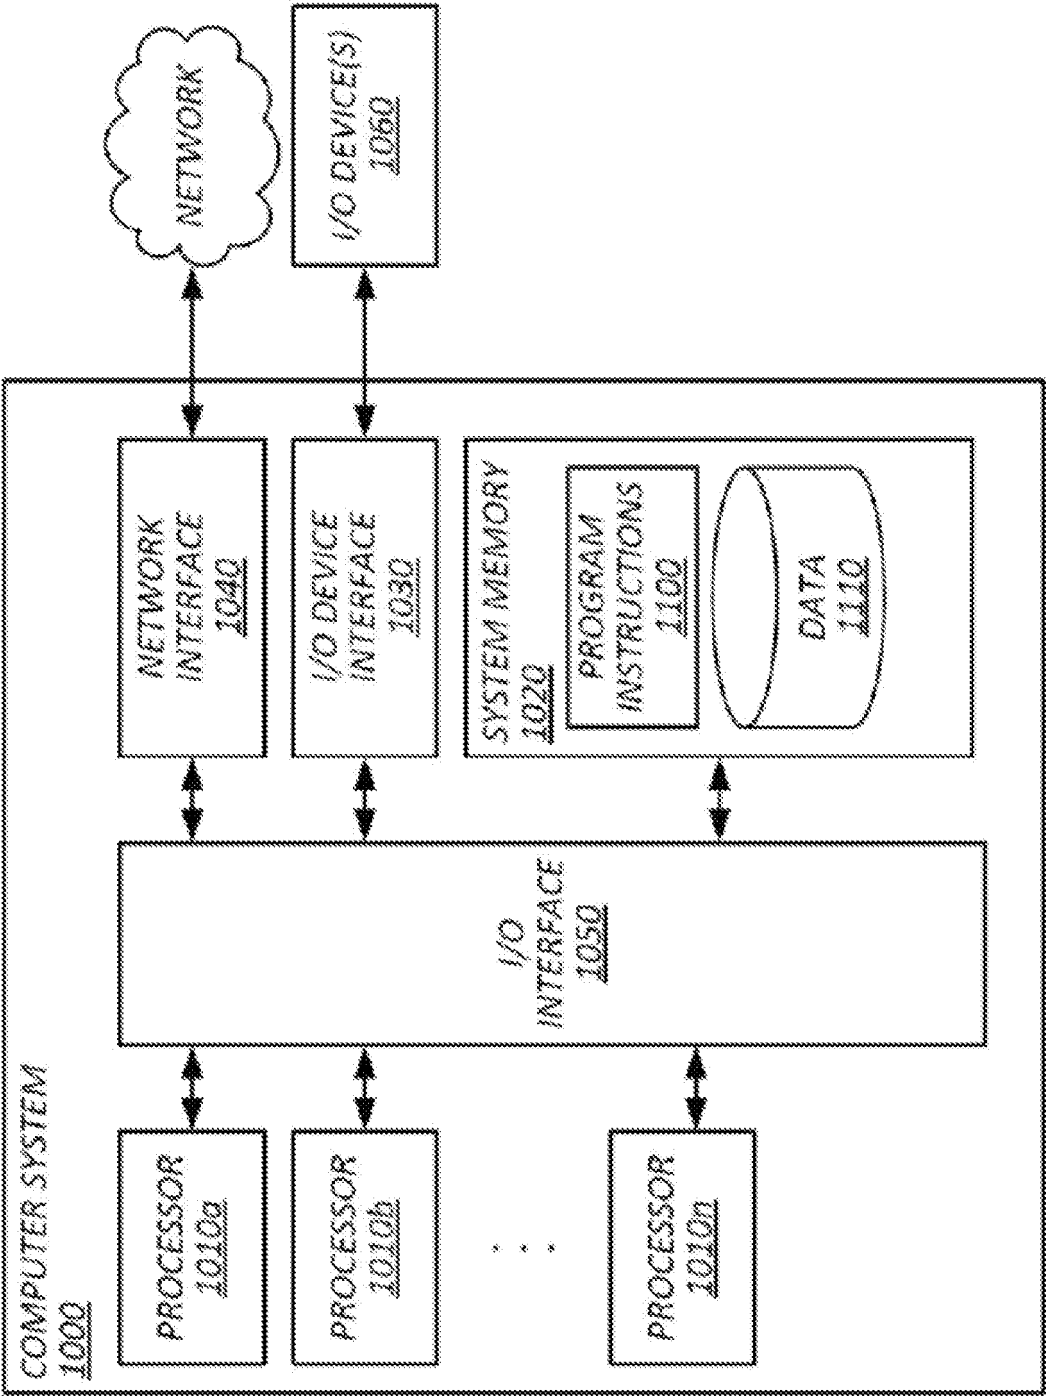 COMPUTER SYSTEM
1000
PROCESSOR
1010a
PROCESSOR
1010b
. . .
PROCESSOR
1010n
I/O
INTERFACE
1050
NETWORK
INTERFACE
1040
I/O DEVICE
INTERFACE
1030
SYSTEM MEMORY
1020
PROGRAM
INSTRUCTIONS
1100
DATA
1110
NETWORK
I/O DEVICE(S)
1060